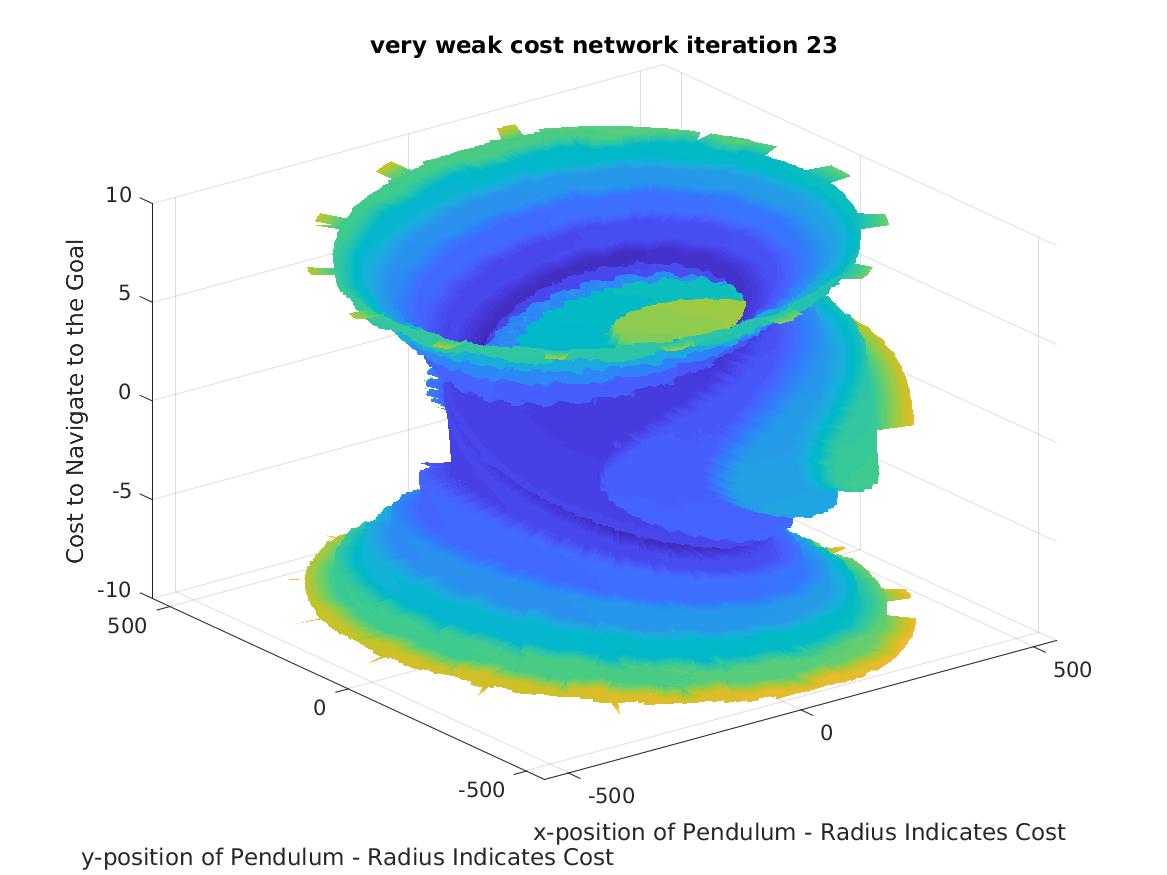 very weak cost network iteration 23
10
5
0
-5
-10
Cost to Navigate to the Goal
500
0
-500
-500
0
500
x-position of Pendulum - Radius Indicates Cost
y-position of Pendulum - Radius Indicates Cost